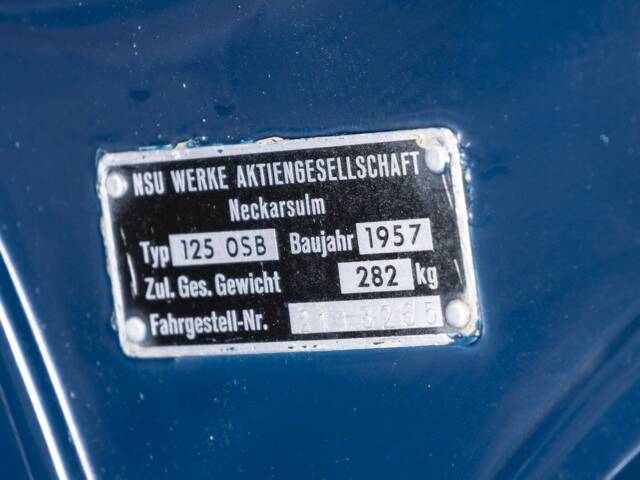 NSU WERKE AKTIENGESELLSCHAFT
Neckarsulm
Typ 125 OSB Baujahr 1957
Zul. Ges. Gewicht 282 kg
Fahrgestell-Nr.